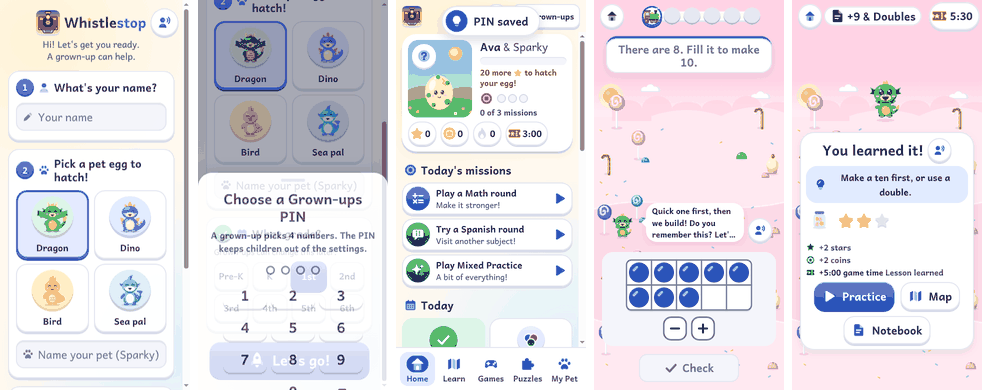 Whistlestop
Hi! Let's get you ready.
A grown-up can help.
1 What's your name?
Your name
2 Pick a pet egg to
hatch!
Dragon
Dino
Bird
Sea pal
Name your pet (Sparky)
2
hatch!
Dragon
Dino
Bird
Sea pal
Name your pet (Sparky)
Choose a Grown-ups
PIN
A grown-up picks 4 numbers. The PIN
keeps children out of the settings.
Pre-K
K
2nd
1
2
3
3rd
4th
5th
6th
4
5
6
Let's go!
7
8
9
PIN saved
own-ups
Ava & Sparky
?
20 more to hatch
your egg!
0 of 3 missions
0
0
0
3:00
Today's missions
Play a Math round
Make it stronger!
Try a Spanish round
Visit another subject!
Play Mixed Practice
A bit of everything!
Today
Home
Learn
Games
Puzzles
My Pet
There are 8. Fill it to make
10.
Quick one first, then
we build! Do you
remember this? Let'...
Check
+9 & Doubles
5:30
You learned it!
Make a ten first, or use a
double.
+2 stars
+2 coins
+5:00 game time Lesson learned
Practice
Map
Notebook